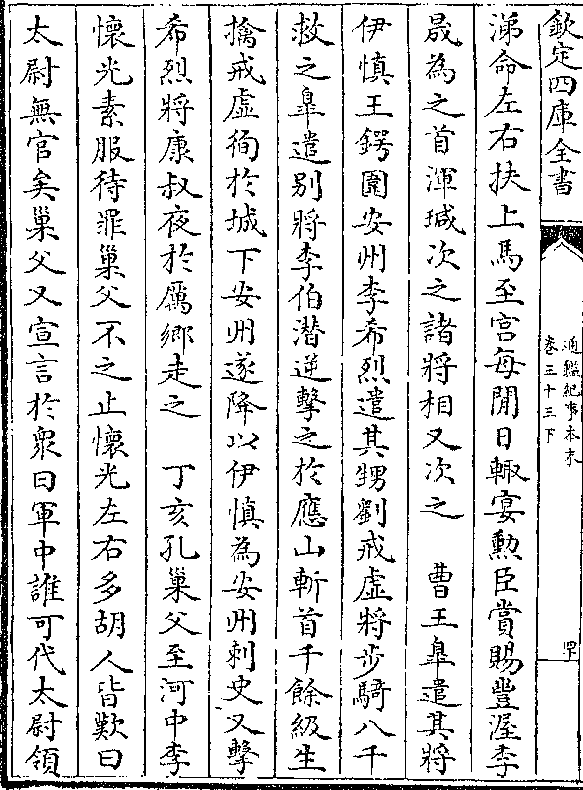 欽定四庫全書
通鑑紀事本末
卷三十三下
涕命左右扶上馬至宫每閒日輙宴勲臣賞賜豐渥李
晟為之首渾瑊次之諸將相又次之　曹王臯遣其將
伊慎王鍔圍安州李希烈遣其甥劉戒虚將步騎八千
救之臯遣别將李伯潜逆擊之於應山斬首千餘級生
擒戒虚徇於城下安州遂降以伊慎為安州刺史又擊
希烈將康叔夜於厲鄉走之　丁亥孔巢父至河中李
懷光素服待罪巢父不之止懷光左右多胡人皆歎曰
太尉無官矣巢父又宣言於衆曰軍中誰可代太尉領